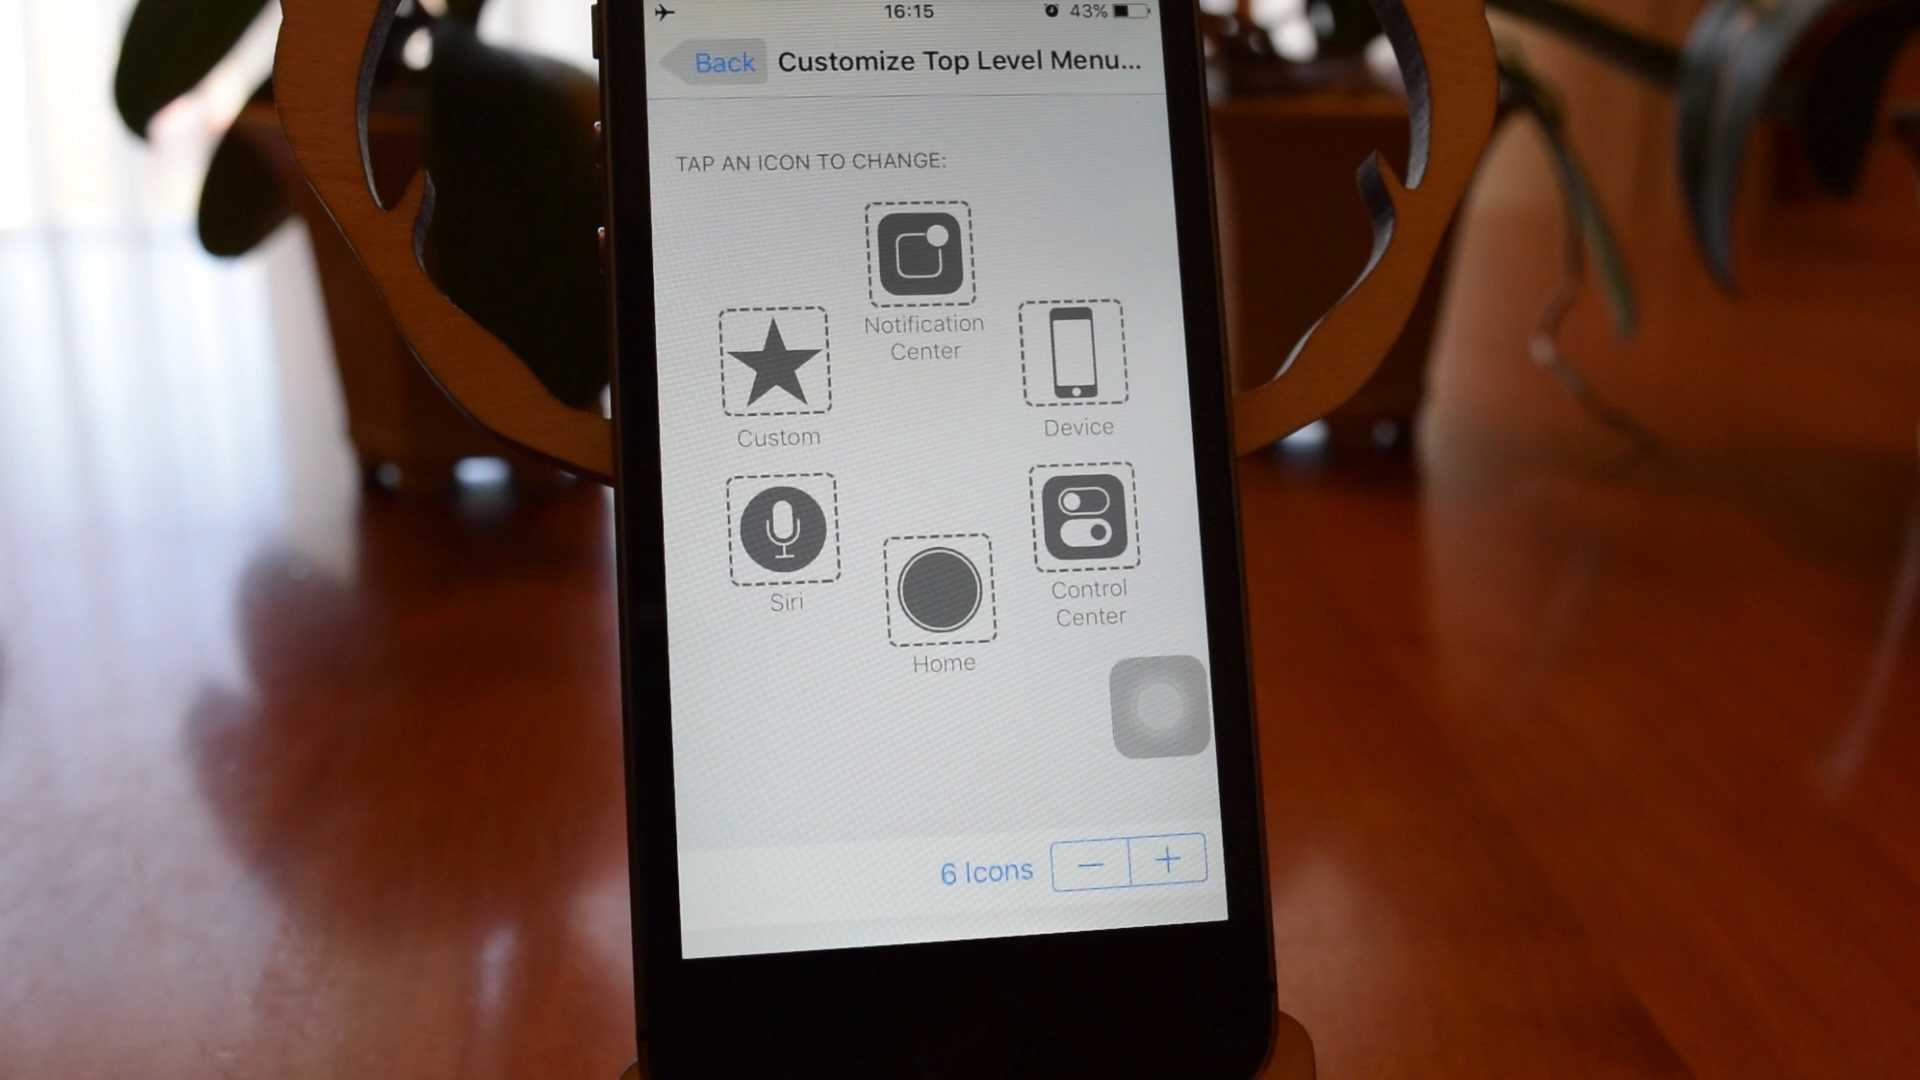 16:15
43%
Back
Customize Top Level Menu...
TAP AN ICON TO CHANGE:
Notification
Center
Custom
Device
Siri
Control
Center
Home
6 Icons